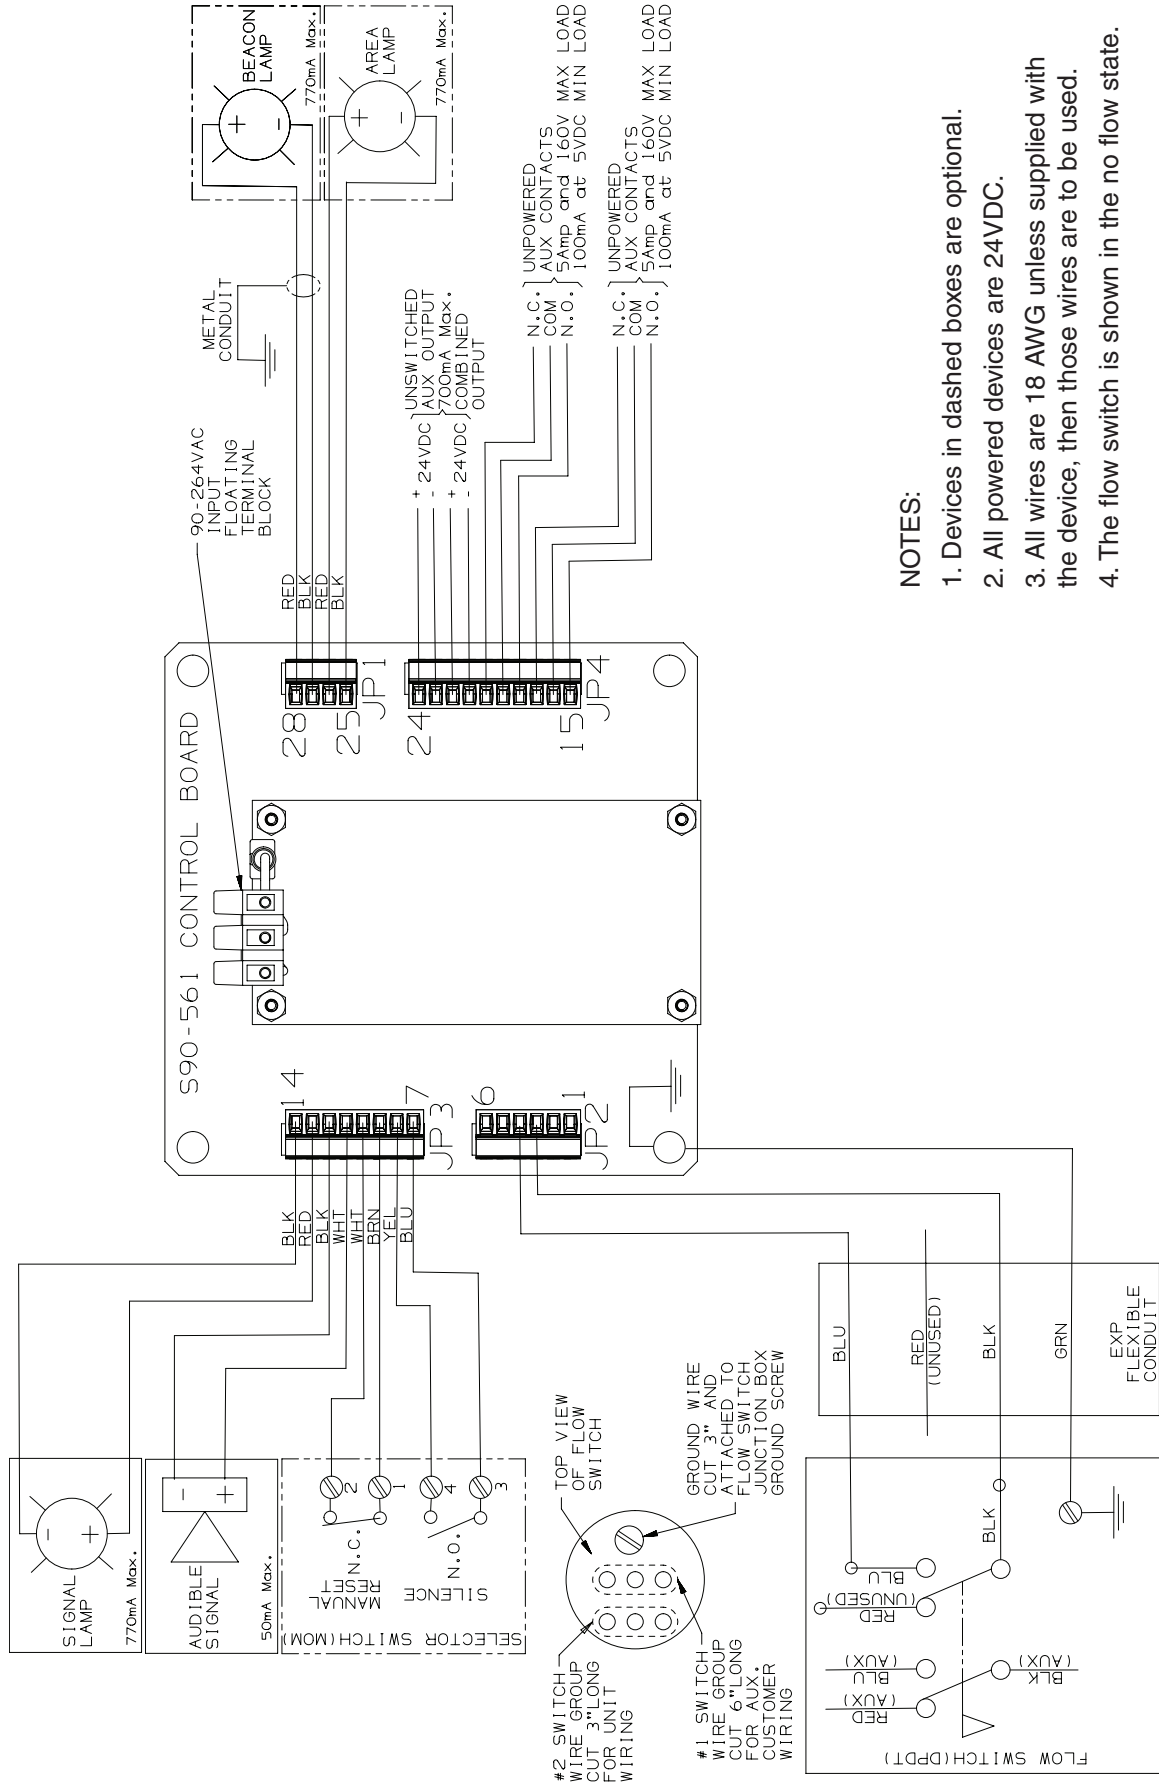 SIGNAL
LAMP
770mA Max.
-
+
AUDIBLE
SIGNAL
50mA Max.
-
+
SELECTOR SWITCH(MOM)
MANUAL
RESET
N.C.
SILENCE
N.O.
2
1
4
3
BLK
RED
BLK
WHT
WHT
BRN
YEL
BLU
S90-561 CONTROL BOARD
14
7
JP3
6
1
JP2
28
25
JP1
24
15
JP4
90-264VAC
INPUT
FLOATING
TERMINAL
BLOCK
RED
BLK
RED
BLK
METAL
CONDUIT
BEACON
LAMP
770mA Max.
+
-
AREA
LAMP
770mA Max.
+
-
+ 24VDC
- 24VDC
+ 24VDC
- 24VDC
UNSWITCHED
AUX OUTPUT
700mA Max.
COMBINED
OUTPUT
N.C.
COM
N.O.
UNPOWERED
AUX CONTACTS
5Amp and 160V MAX LOAD
100mA at 5VDC MIN LOAD
N.C.
COM
N.O.
UNPOWERED
AUX CONTACTS
5Amp and 160V MAX LOAD
100mA at 5VDC MIN LOAD
#2 SWITCH
WIRE GROUP
CUT 3"LONG
FOR UNIT
WIRING
TOP VIEW
OF FLOW
SWITCH
#1 SWITCH
WIRE GROUP
CUT 6"LONG
FOR AUX.
CUSTOMER
WIRING
GROUND WIRE
CUT 3" AND
ATTACHED TO
FLOW SWITCH
JUNCTION BOX
GROUND SCREW
FLOW SWITCH(DPDT)
RED
(AUX)
BLU
(AUX)
BLK
(AUX)
RED
(UNUSED)
BLU
BLK
BLU
RED
(UNUSED)
BLK
GRN
EXP
FLEXIBLE
CONDUIT
NOTES:
1. Devices in dashed boxes are optional.
2. All powered devices are 24VDC.
3. All wires are 18 AWG unless supplied with
the device, then those wires are to be used.
4. The flow switch is shown in the no flow state.